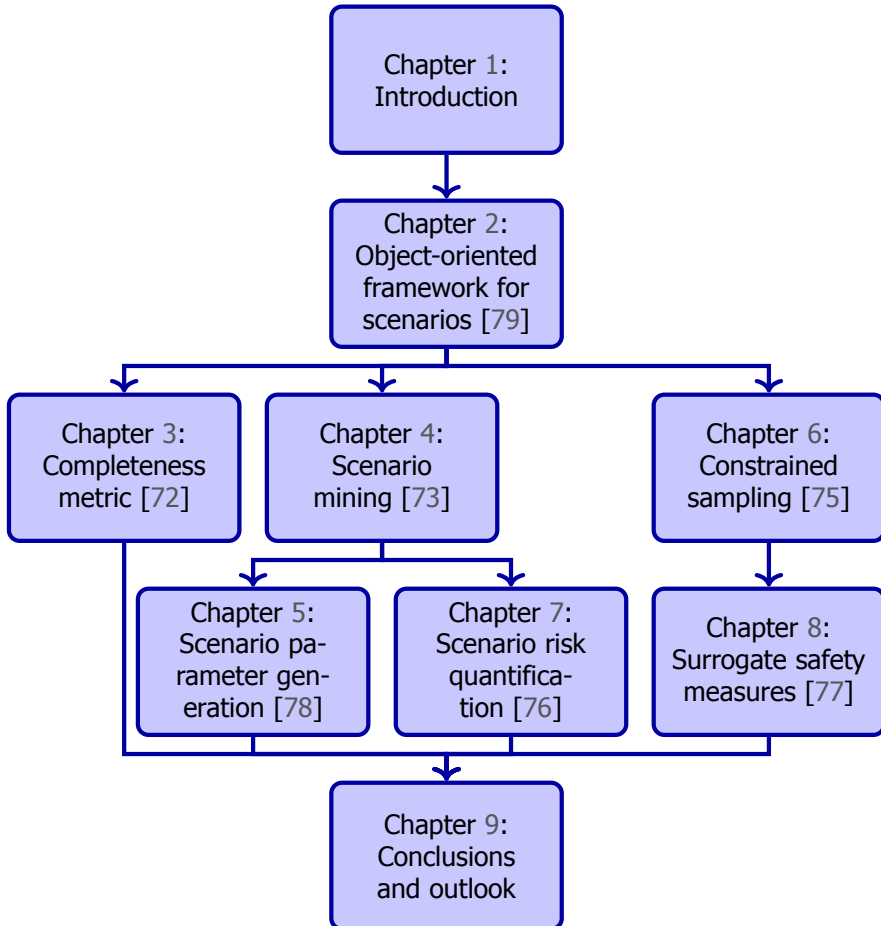 Chapter 1:
Introduction
Chapter 2:
Object-oriented
framework for
scenarios [79]
Chapter 3:
Completeness
metric [72]
Chapter 4:
Scenario
mining [73]
Chapter 6:
Constrained
sampling [75]
Chapter 5:
Scenario pa-
rameter gen-
eration [78]
Chapter 7:
Scenario risk
quantifica-
tion [76]
Chapter 8:
Surrogate safety
measures [77]
Chapter 9:
Conclusions
and outlook